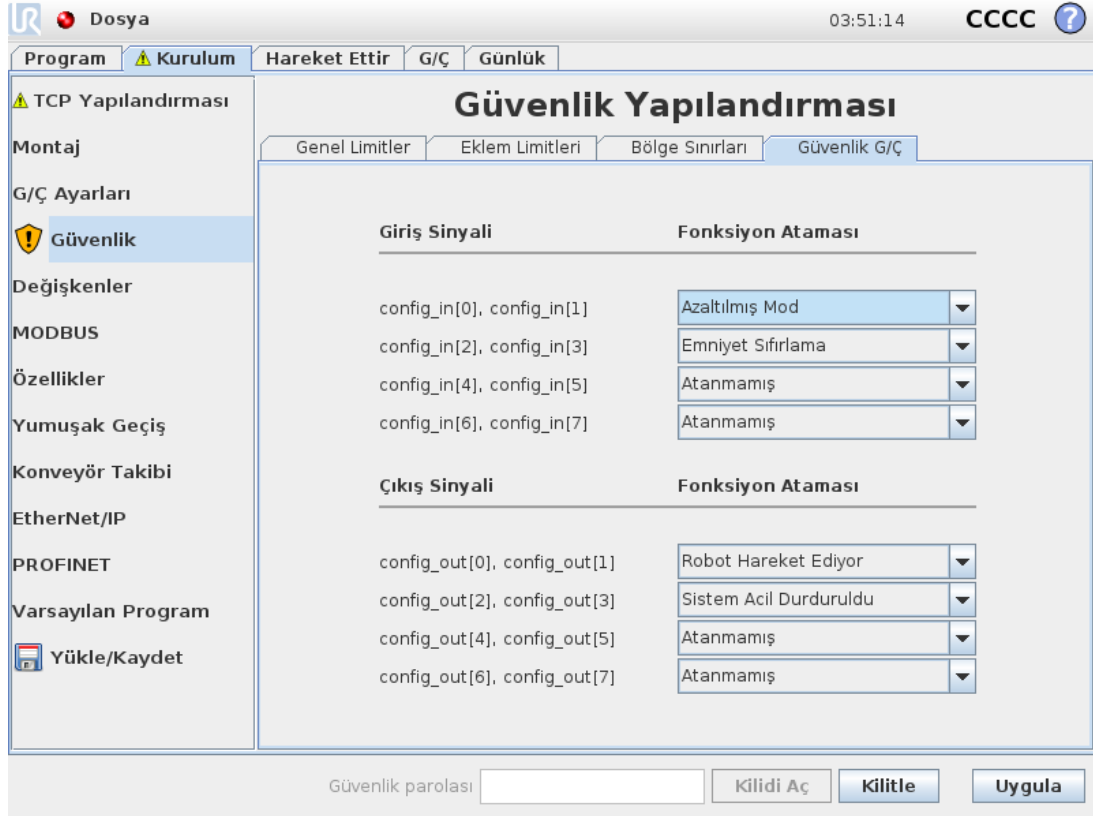 UR Dosya 03:51:14 CCCC ?
Program Kurulum Hareket Ettir G/Ç Günlük
TCP Yapılandırması
Montaj
G/Ç Ayarları
Güvenlik
Değişkenler
MODBUS
Özellikler
Yumuşak Geçiş
Konveyör Takibi
EtherNet/IP
PROFINET
Varsayılan Program
Yükle/Kaydet
Güvenlik Yapılandırması
Genel Limitler Eklem Limitleri Bölge Sınırları Güvenlik G/Ç
Giriş Sinyali Fonksiyon Ataması
config_in[0], config_in[1] Azaltılmış Mod
config_in[2], config_in[3] Emniyet Sıfırlama
config_in[4], config_in[5] Atanmamış
config_in[6], config_in[7] Atanmamış
Çıkış Sinyali Fonksiyon Ataması
config_out[0], config_out[1] Robot Hareket Ediyor
config_out[2], config_out[3] Sistem Acil Durduruldu
config_out[4], config_out[5] Atanmamış
config_out[6], config_out[7] Atanmamış
Güvenlik parolası Kilidi Aç Kilitle Uygula